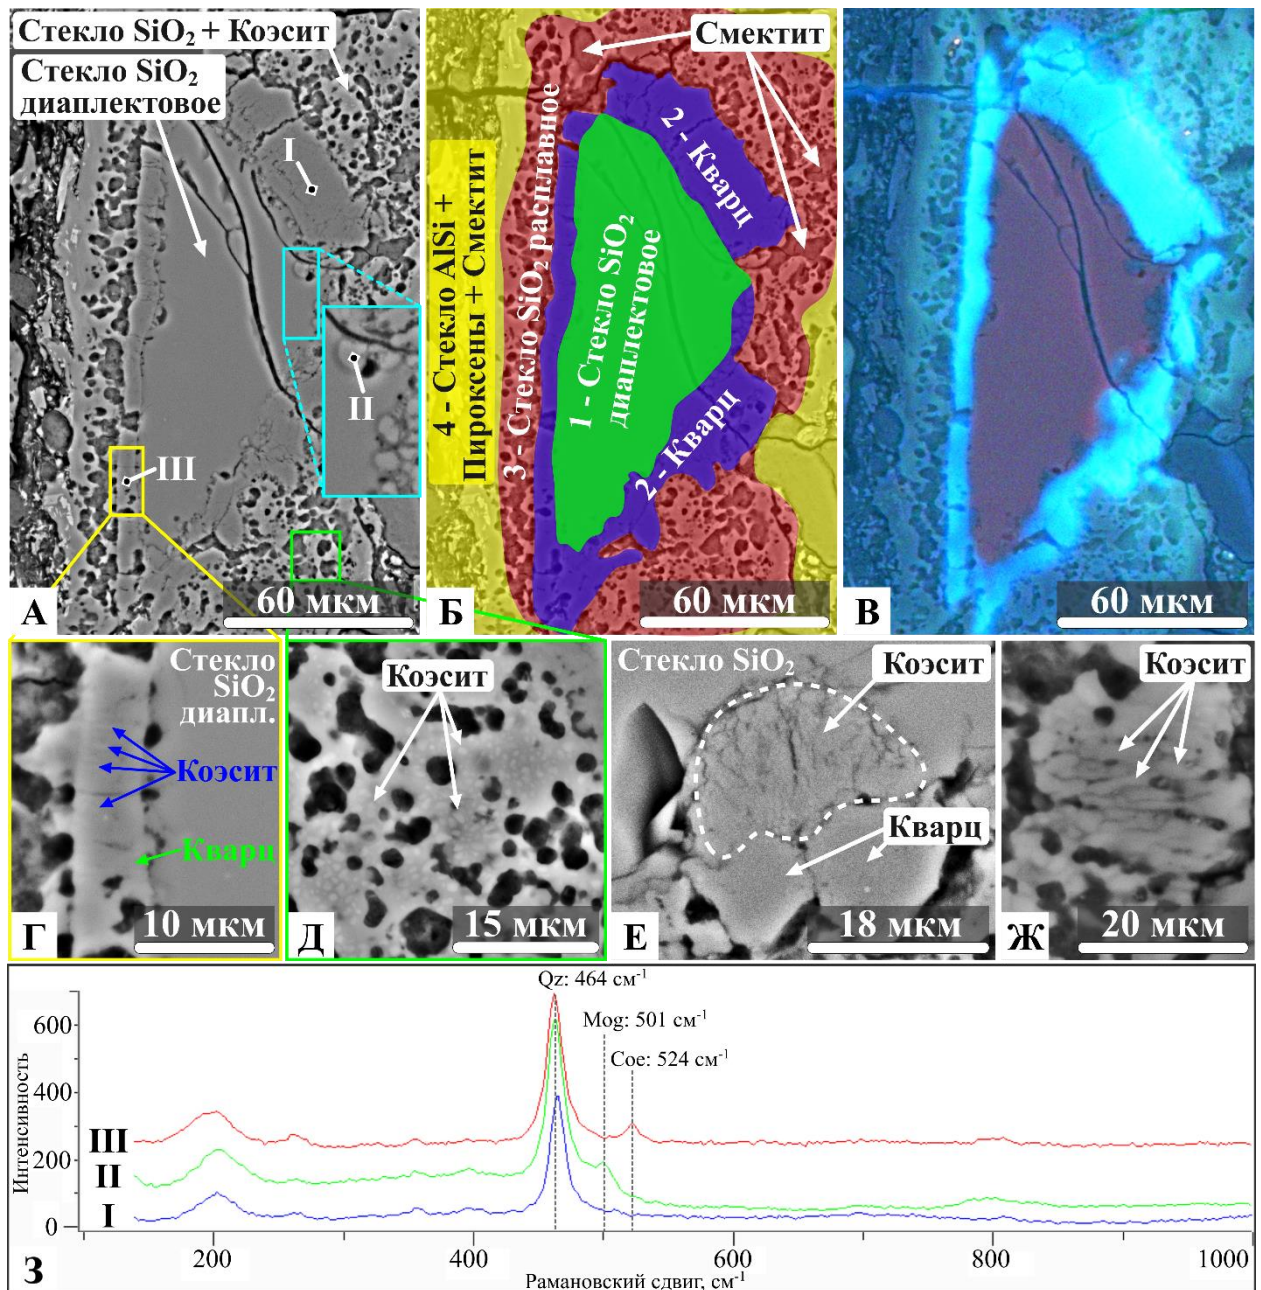 Стекло SiO₂ + Коэсит
Стекло SiO₂
диаплектовое
I
II
III
А
60 мкм
Смектит
4 - Стекло AlSi +
Пироксены + Смектит
3 - Стекло SiO₂ расплавное
2 - Кварц
1 - Стекло SiO₂
диаплектовое
2 - Кварц
Б
60 мкм
В
60 мкм
Стекло
SiO₂
диапл.
Коэсит
Кварц
Г
10 мкм
Коэсит
Д
15 мкм
Стекло SiO₂
Коэсит
Кварц
Е
18 мкм
Коэсит
Ж
20 мкм
Qz: 464 см⁻¹
Mog: 501 см⁻¹
Coe: 524 см⁻¹
Интенсивность
600
400
200
0
III
II
I
200
400
600
800
1000
Рамановский сдвиг, см⁻¹
З